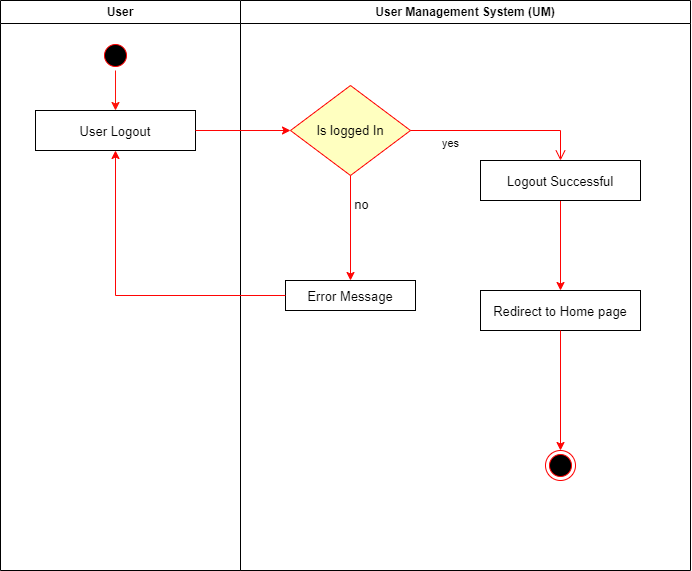 User
User Management System (UM)
User Logout
Is logged In
yes
Logout Successful
no
Error Message
Redirect to Home page